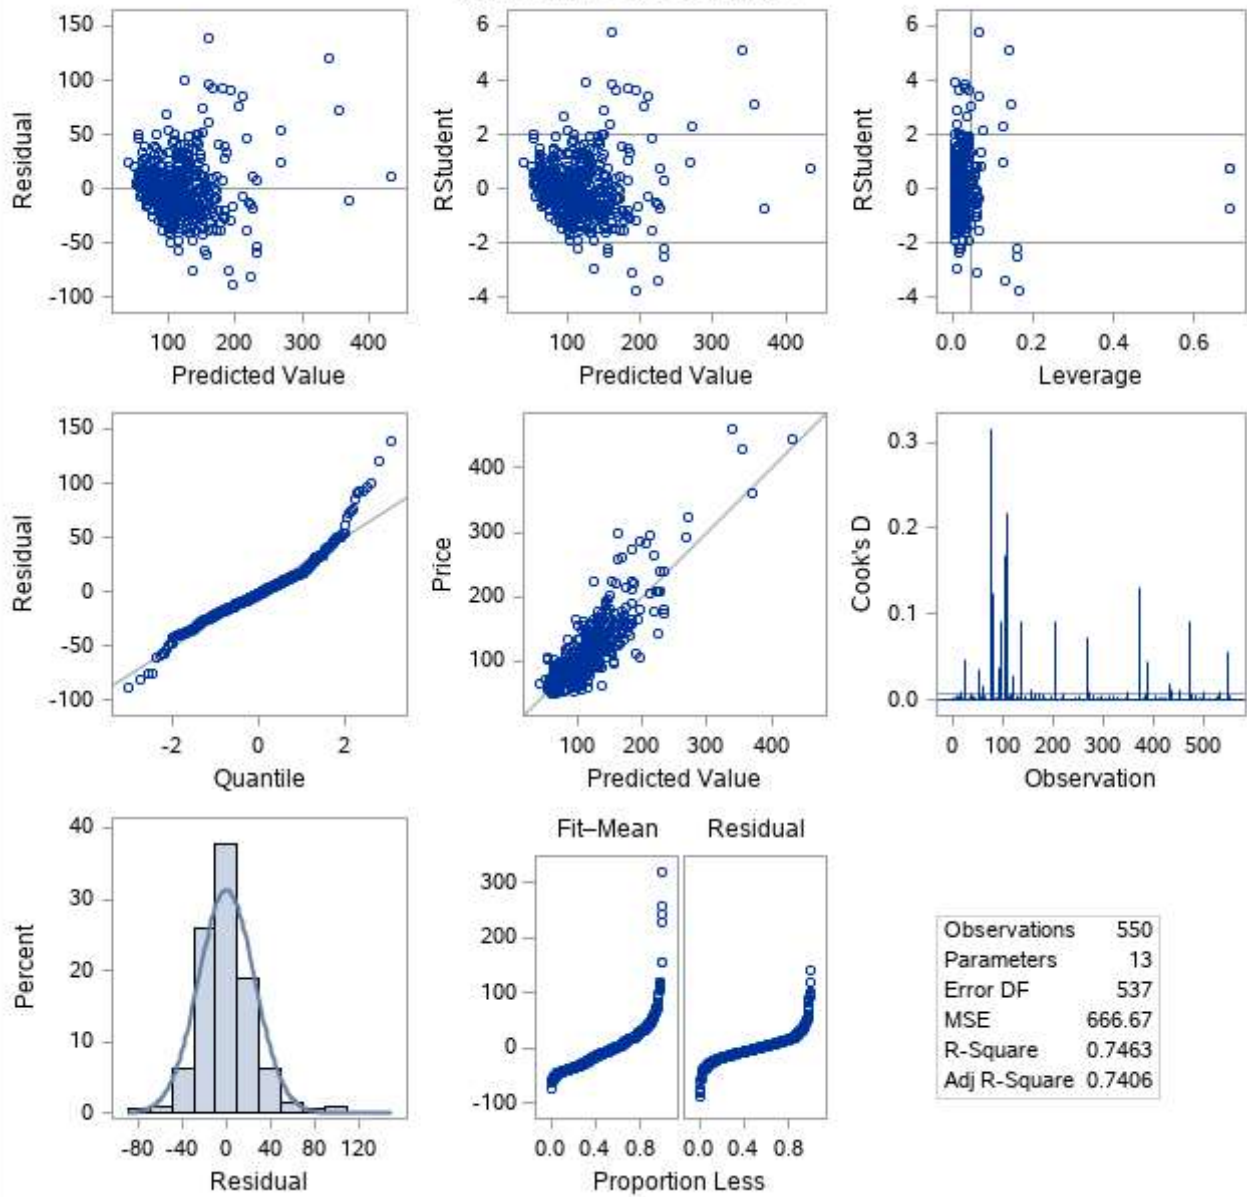 150
100
50
0
-50
-100
Residual
100 200 300 400
Predicted Value
6
4
2
0
-2
-4
RStudent
100 200 300 400
Predicted Value
6
4
2
0
-2
-4
RStudent
0.0 0.2 0.4 0.6
Leverage
150
100
50
0
-50
-100
Residual
-2 0 2
Quantile
400
300
200
100
Price
100 200 300 400
Predicted Value
0.3
0.2
0.1
0.0
Cook's D
0 100 200 300 400 500
Observation
40
30
20
10
0
Percent
-80 -40 0 40 80 120
Residual
Fit–Mean Residual
300
200
100
0
-100
0.0 0.4 0.8 0.0 0.4 0.8
Proportion Less
Observations 550
Parameters 13
Error DF 537
MSE 666.67
R-Square 0.7463
Adj R-Square 0.7406